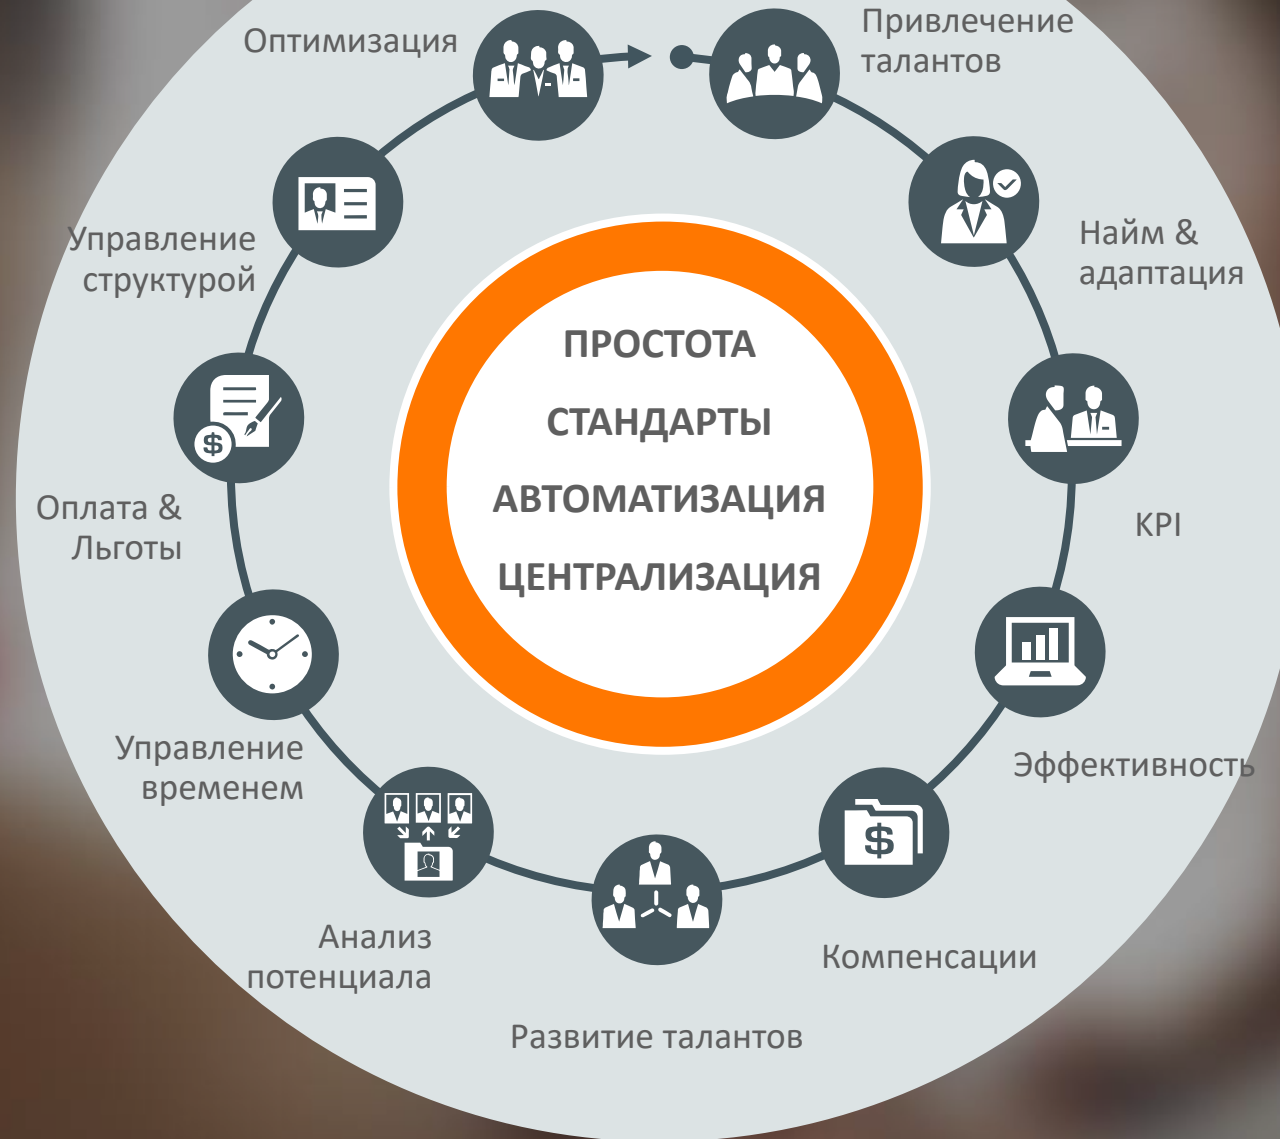 Оптимизация
Привлечение
талантов
Найм &
адаптация
KPI
Эффективность
Компенсации
Развитие талантов
Анализ
потенциала
Управление
временем
Оплата &
Льготы
Управление
структурой
ПРОСТОТА
СТАНДАРТЫ
АВТОМАТИЗАЦИЯ
ЦЕНТРАЛИЗАЦИЯ
$
$